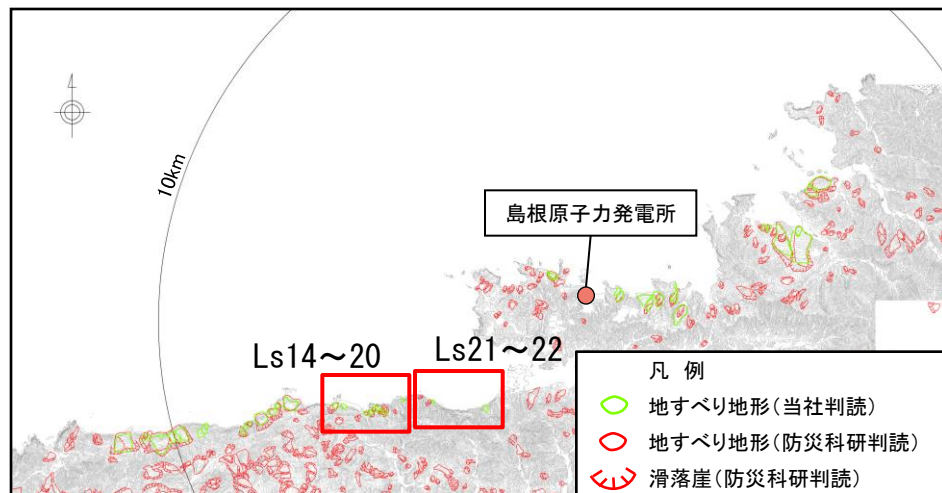 10km
島根原子力発電所
Ls14～20
Ls21～22
凡 例
地すべり地形(当社判読)
地すべり地形(防災科研判読)
滑落崖(防災科研判読)